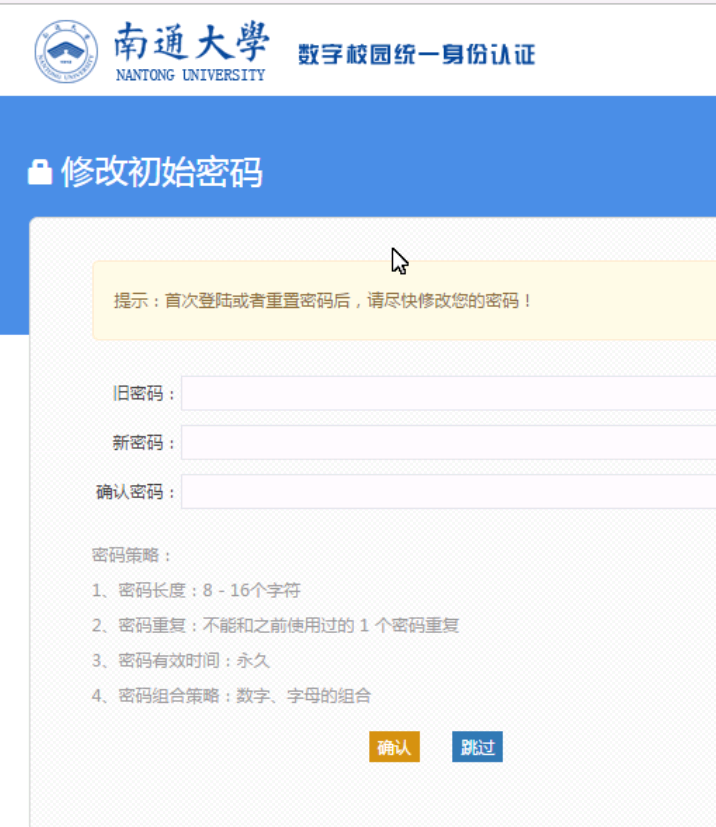 南通大學
NANTONG UNIVERSITY
数字校园统一身份认证
修改初始密码
提示：首次登陆或者重置密码后，请尽快修改您的密码！
旧密码：
新密码：
确认密码：
密码策略：
1、密码长度：8 - 16个字符
2、密码重复：不能和之前使用过的 1 个密码重复
3、密码有效时间：永久
4、密码组合策略：数字、字母的组合
确认 跳过